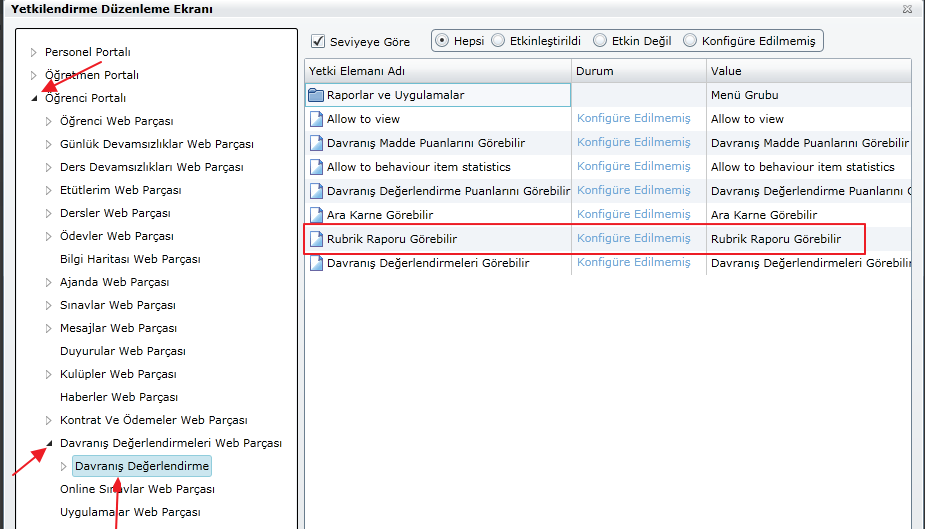 Yetkilendirme Düzenleme Ekranı
Personel Portalı
Öğretmen Portalı
Öğrenci Portalı
Öğrenci Web Parçası
Günlük Devamsızlıklar Web Parçası
Ders Devamsızlıkları Web Parçası
Etütlerim Web Parçası
Dersler Web Parçası
Ödevler Web Parçası
Bilgi Haritası Web Parçası
Ajanda Web Parçası
Sınavlar Web Parçası
Mesajlar Web Parçası
Duyurular Web Parçası
Kulüpler Web Parçası
Haberler Web Parçası
Kontrat Ve Ödemeler Web Parçası
Davranış Değerlendirmeleri Web Parçası
Davranış Değerlendirme
Online Sınavlar Web Parçası
Uygulamalar Web Parçası
Seviyeye Göre Hepsi Etkinleştirildi Etkin Değil Konfigüre Edilmemiş
Yetki Elemanı Adı Durum Value
Raporlar ve Uygulamalar Menü Grubu
Allow to view Konfigüre Edilmemiş Allow to view
Davranış Madde Puanlarını Görebilir Konfigüre Edilmemiş Davranış Madde Puanlarını Görebilir
Allow to behaviour item statistics Konfigüre Edilmemiş Allow to behaviour item statistics
Davranış Değerlendirme Puanlarını Görebilir Konfigüre Edilmemiş Davranış Değerlendirme Puanlarını G
Ara Karne Görebilir Konfigüre Edilmemiş Ara Karne Görebilir
Rubrik Raporu Görebilir Konfigüre Edilmemiş Rubrik Raporu Görebilir
Davranış Değerlendirmeleri Görebilir Konfigüre Edilmemiş Davranış Değerlendirmeleri Görebilir